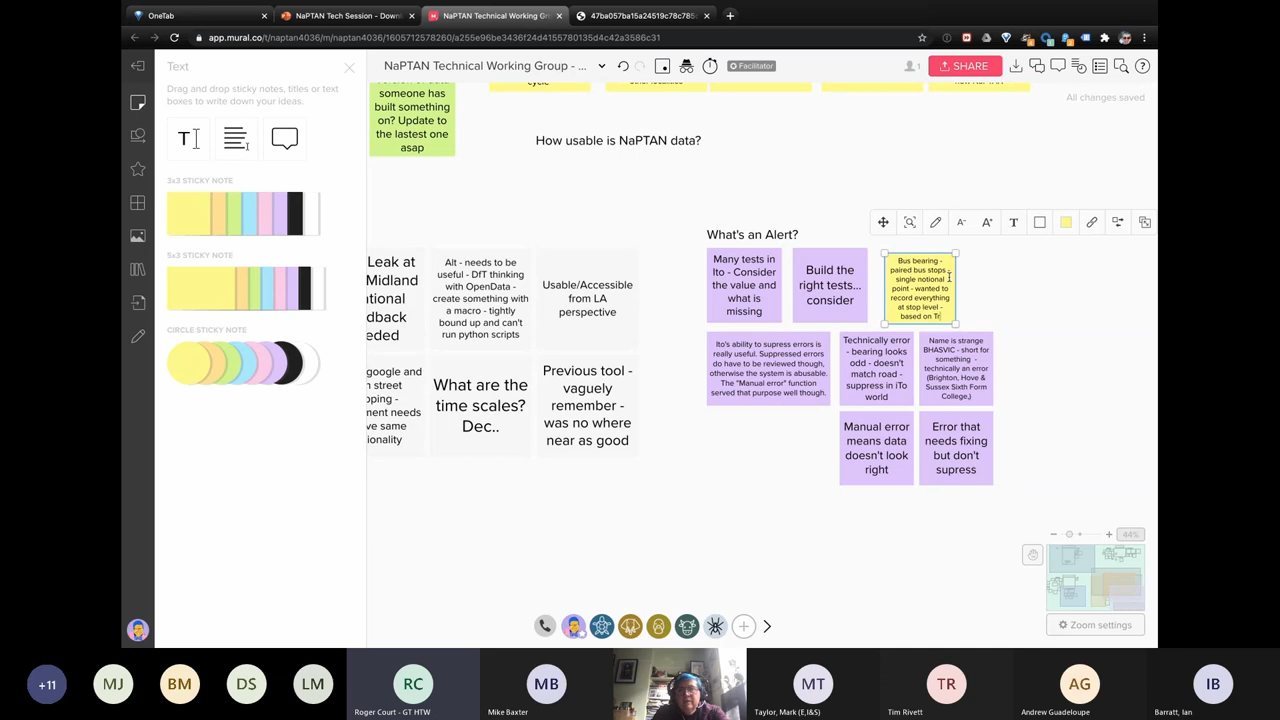 OneTab
NaPTAN Tech Session - Downl
NaPTAN Technical Working Gro
47ba057ba15a24519c78c785
app.mural.co/t/naptan4036/m/naptan4036/1605712578260/a255e96be3436f24d4155780135d4c42a3586c31
NaPTAN Technical Working Group - ...
Facilitator
1
SHARE
All changes saved
Text
Drag and drop sticky notes, titles or text
boxes to write down your ideas.
T
3x3 STICKY NOTE
5x3 STICKY NOTE
CIRCLE STICKY NOTE
someone has
built something
on? Update to
the lastest one
asap
cycle
How usable is NaPTAN data?
Leak at
Midland
ational
dback
eded
Alt - needs to be
useful - DfT thinking
with OpenData -
create something with
a macro - tightly
bound up and can't
run python scripts
Usable/Accessible
from LA
perspective
google and
n street
pping -
ment needs
ve same
ionality
What are the
time scales?
Dec..
Previous tool -
vaguely
remember -
was no where
near as good
What's an Alert?
A-
A+
T
Many tests in
Ito - Consider
the value and
what is
missing
Build the
right tests...
consider
Bus bearing -
paired bus stops -
single notional
point - wanted to
record everything
at stop level -
based on Tr
Ito's ability to supress errors is
really useful. Suppressed errors
do have to be reviewed though,
otherwise the system is abusable.
The "Manual error" function
served that purpose well though.
Technically error
- bearing looks
odd - doesn't
match road -
suppress in iTo
world
Name is strange
BHASVIC - short for
something -
technically an error
(Brighton, Hove &
Sussex Sixth Form
College,)
Manual error
means data
doesn't look
right
Error that
needs fixing
but don't
supress
44%
Zoom settings
+11
MJ
BM
DS
LM
RC
Roger Court - GT HTW
MB
Mike Baxter
MT
Taylor, Mark (E,I&S)
TR
Tim Rivett
AG
Andrew Guadeloupe
IB
Barratt, Ian